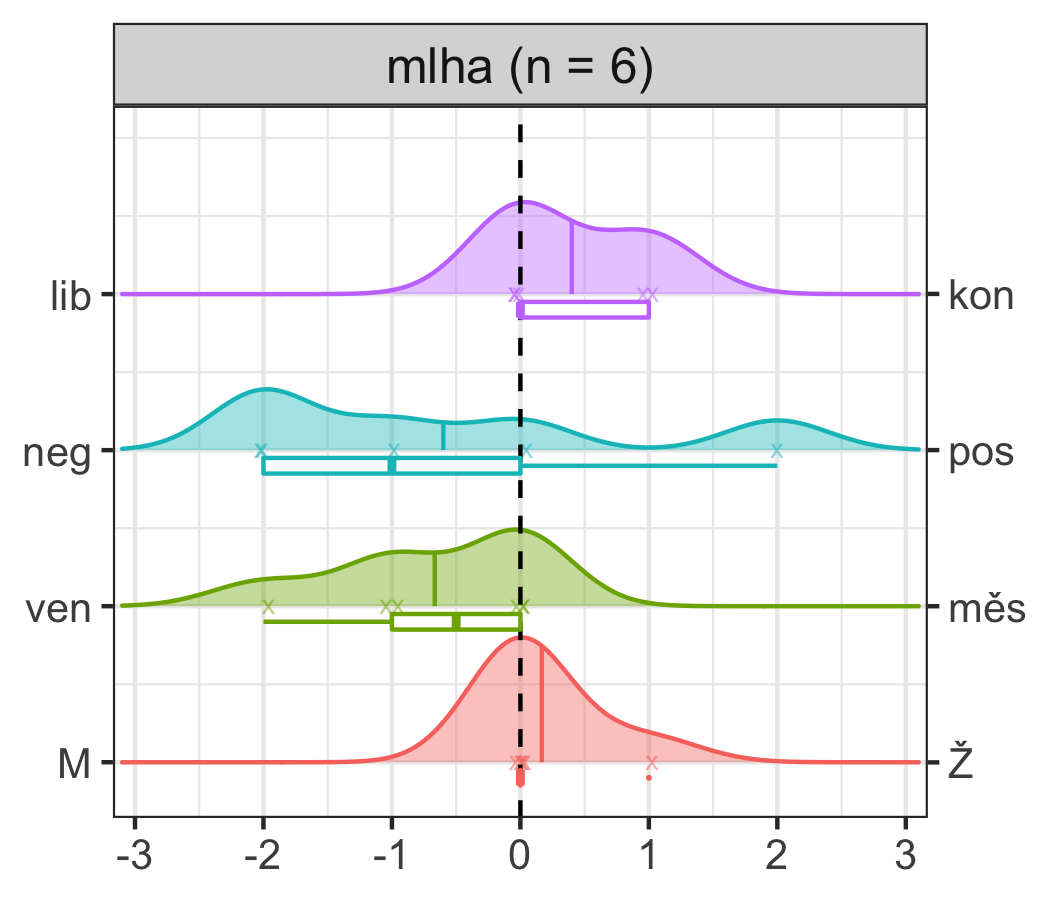 mlha (n = 6)
lib kon
neg pos
ven měs
M Ž
-3 -2 -1 0 1 2 3